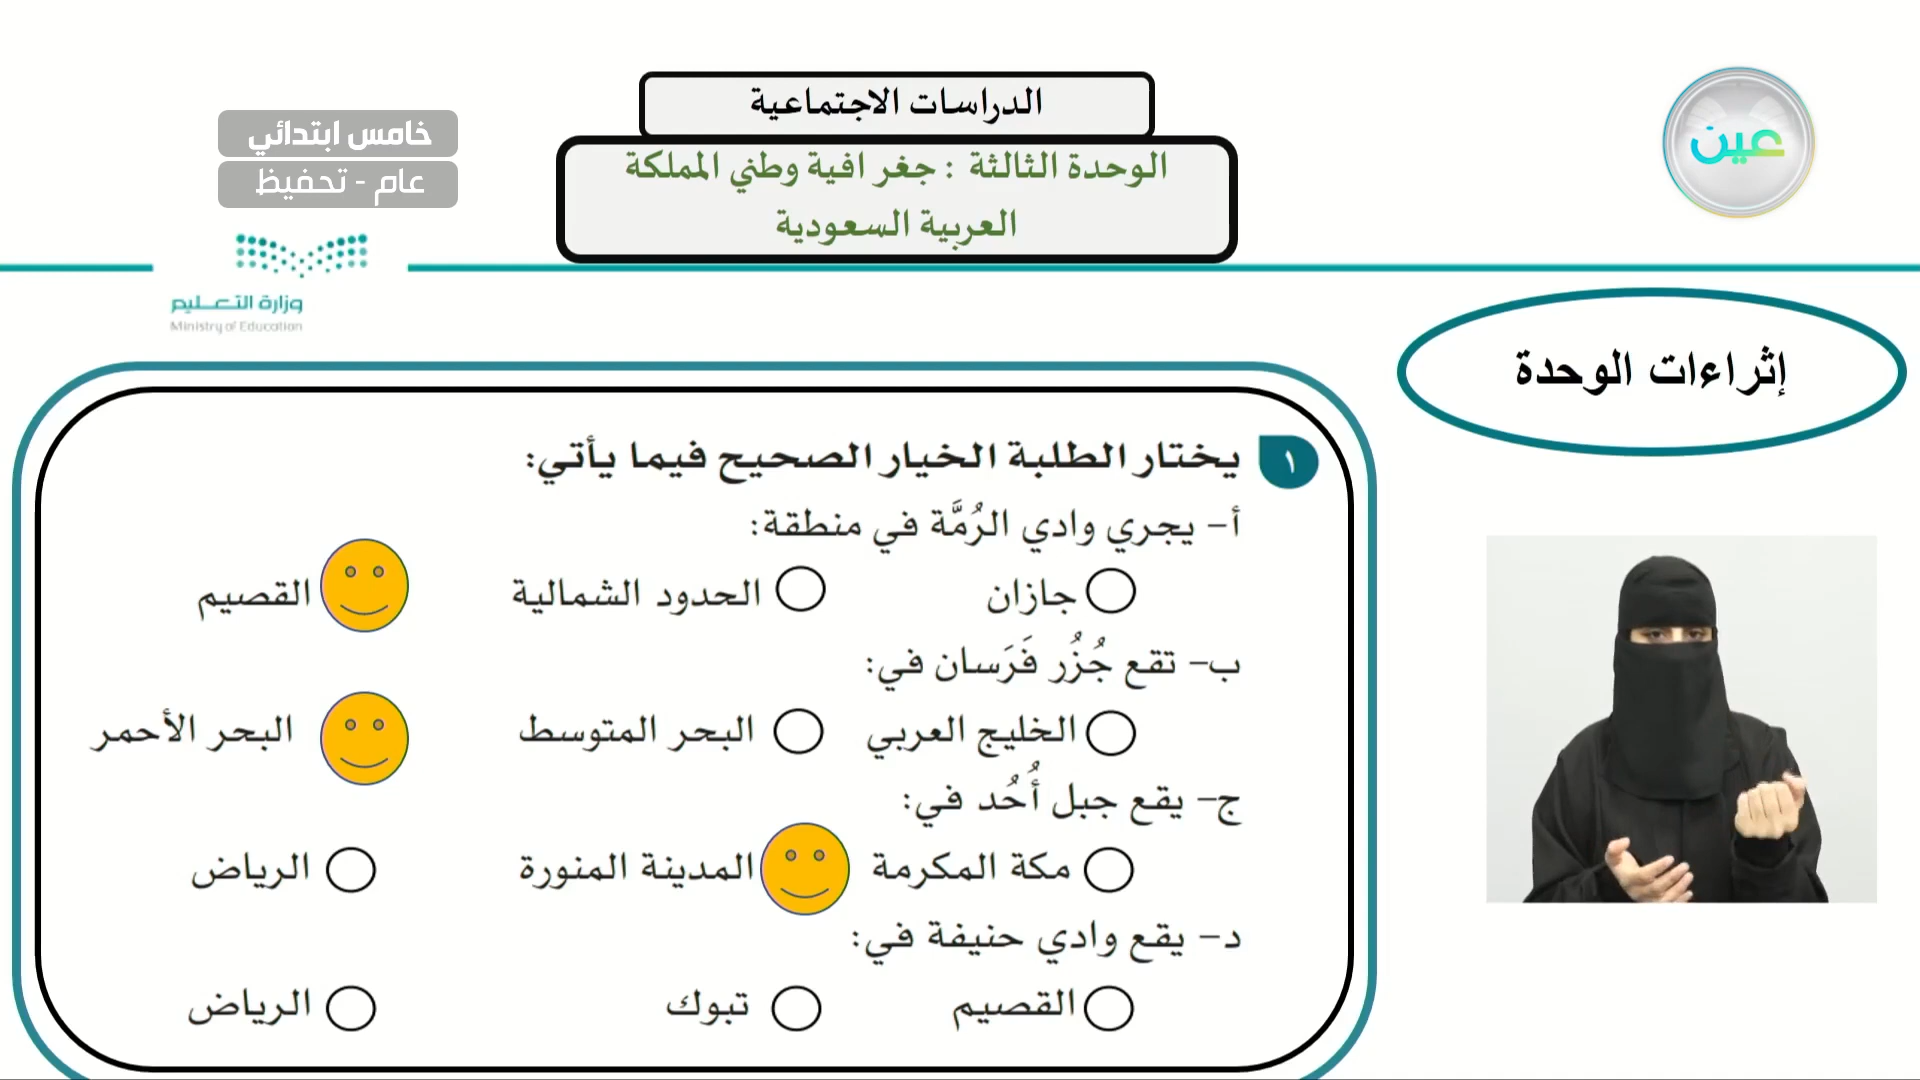 الدراسات الاجتماعية
الوحدة الثالثة : جغرافية وطني المملكة
العربية السعودية
عين
خامس ابتدائي
عام - تحفيظ
وزارة التعليم
Ministry of Education
إثراءات الوحدة
١ يختار الطلبة الخيار الصحيح فيما يأتي:
أ- يجري وادي الرُمَّة في منطقة:
جازان الحدود الشمالية القصيم
ب- تقع جُزُر فَرَسان في:
الخليج العربي البحر المتوسط البحر الأحمر
ج- يقع جبل أُحُد في:
مكة المكرمة المدينة المنورة الرياض
د- يقع وادي حنيفة في:
القصيم تبوك الرياض